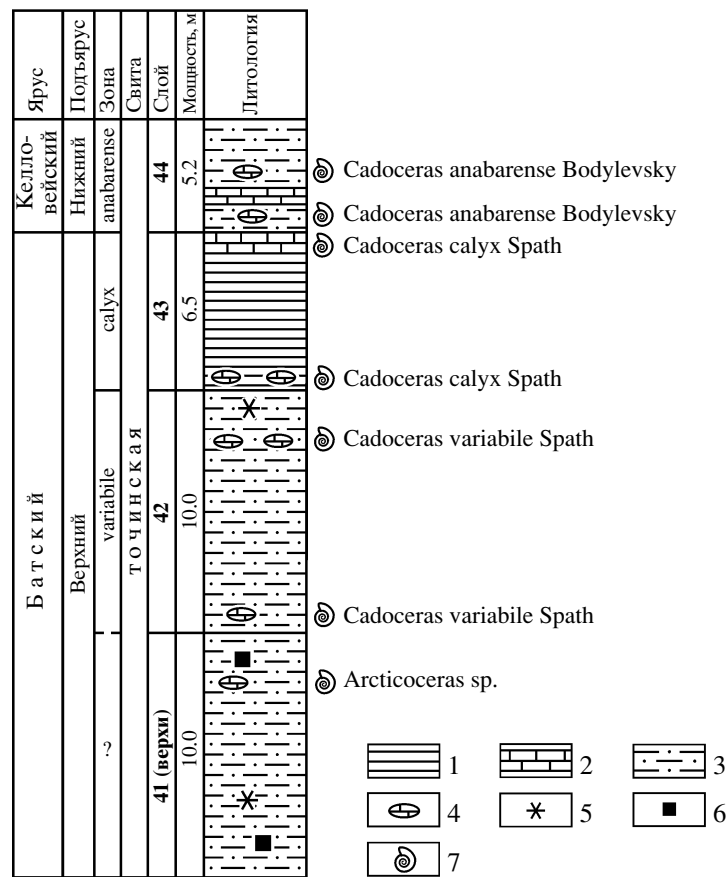 Ярус
Подъярус
Зона
Свита
Слой
Мощность, м
Литология
Келло-
вейский
Нижний
anabarense
44
5.2
Cadoceras anabarense Bodylevsky
Cadoceras anabarense Bodylevsky
Cadoceras calyx Spath
calyx
43
6.5
Cadoceras calyx Spath
Батский
Верхний
точинская
variabile
42
10.0
Cadoceras variabile Spath
Cadoceras variabile Spath
?
41 (верхи)
10.0
Arcticoceras sp.
1
2
3
4
5
6
7